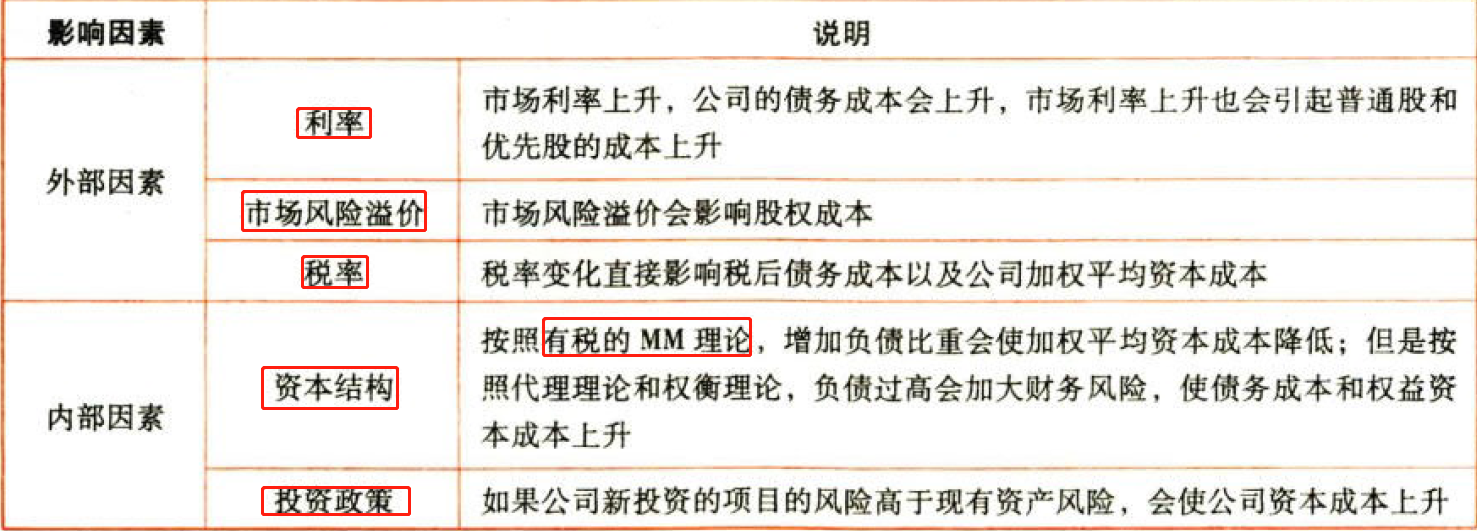 影响因素 说明
外部因素
利率
市场利率上升，公司的债务成本会上升，市场利率上升也会引起普通股和
优先股的成本上升
市场风险溢价 市场风险溢价会影响股权成本
税率 税率变化直接影响税后债务成本以及公司加权平均资本成本
内部因素
资本结构
按照有税的 MM 理论，增加负债比重会使加权平均资本成本降低；但是按
照代理理论和权衡理论，负债过高会加大财务风险，使债务成本和权益资
本成本上升
投资政策 如果公司新投资的项目的风险高于现有资产风险，会使公司资本成本上升